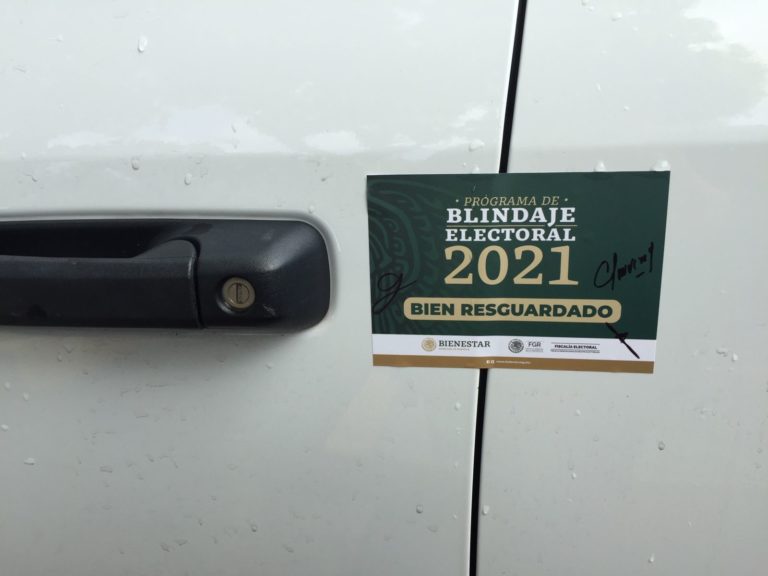 PROGRAMA DE
BLINDAJE
ELECTORAL
2021
BIEN RESGUARDADO
BIENESTAR
FGR
FISCALÍA ELECTORAL